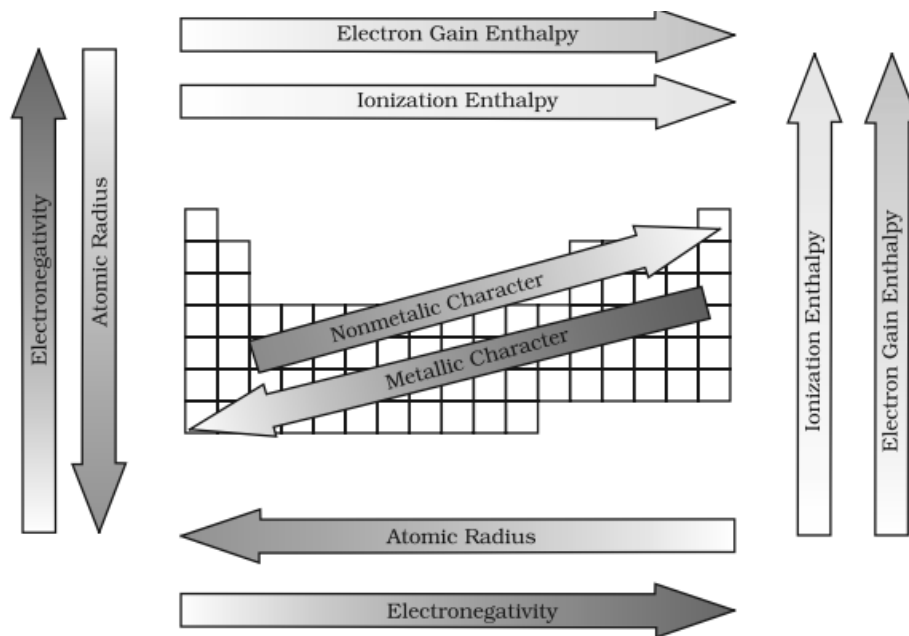 Electron Gain Enthalpy
Ionization Enthalpy
Electronegativity
Atomic Radius
Nonmetalic Character
Metallic Character
Ionization Enthalpy
Electron Gain Enthalpy
Atomic Radius
Electronegativity